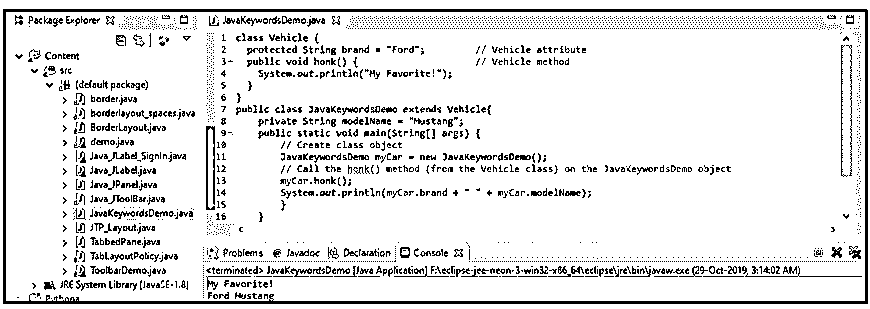 Package Explorer
Content
src
(default package)
border.java
borderlayout_spaces.java
BorderLayout.java
demo.java
Java_JLabel_SignIn.java
Java_JLabel.java
Java_JPanel.java
Java_JToolBar.java
JavaKeywordsDemo.java
JTP_Layout.java
TabbedPane.java
TabLayoutPolicy.java
ToolbarDemo.java
JRE System Library [JavaSE-1.8]
JavaKeywordsDemo.java
1 class Vehicle {
2 protected String brand = "Ford"; // Vehicle attribute
3 public void honk() { // Vehicle method
4 System.out.println("My Favorite!");
5 }
6 }
7 public class JavaKeywordsDemo extends Vehicle{
8 private String modelName = "Mustang";
9 public static void main(String[] args) {
10 // Create class object
11 JavaKeywordsDemo myCar = new JavaKeywordsDemo();
12 // Call the honk() method (from the Vehicle class) on the JavaKeywordsDemo object
13 myCar.honk();
14 System.out.println(myCar.brand + " " + myCar.modelName);
15 }
16 }
Problems @ Javadoc Declaration Console
<terminated> JavaKeywordsDemo [Java Application] F:\eclipse-jee-neon-3-win32-x86_64\eclipse\jre\bin\javaw.exe (29-Oct-2019, 3:14:02 AM)
My Favorite!
Ford Mustang